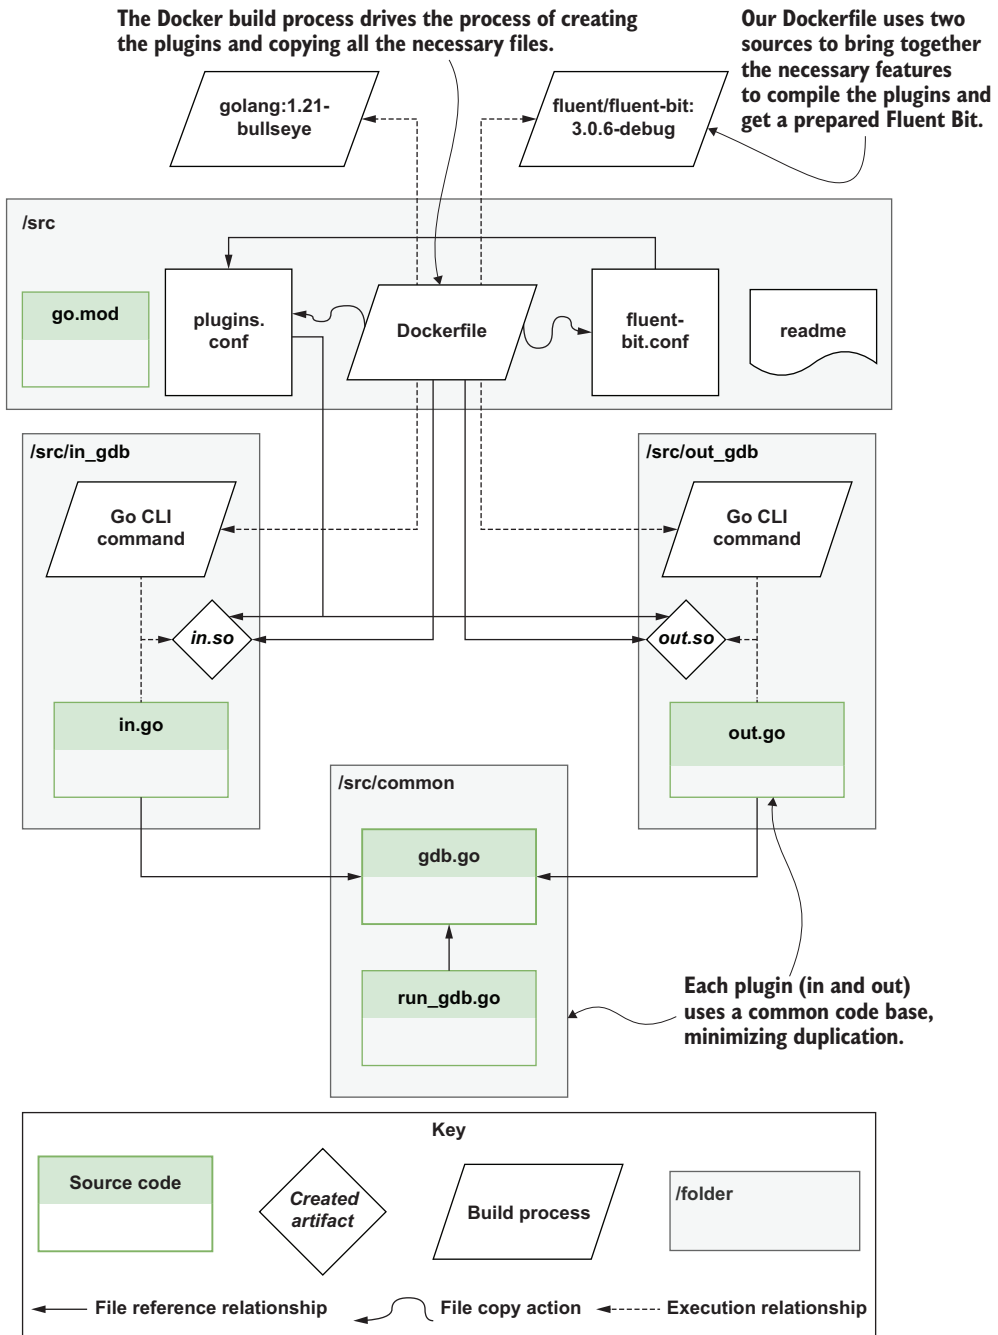 The Docker build process drives the process of creating
the plugins and copying all the necessary files.
Our Dockerfile uses two
sources to bring together
the necessary features
to compile the plugins and
get a prepared Fluent Bit.
golang:1.21-
bullseye
fluent/fluent-bit:
3.0.6-debug
/src
go.mod
plugins.
conf
Dockerfile
fluent-
bit.conf
readme
/src/in_gdb
Go CLI
command
in.so
in.go
/src/out_gdb
Go CLI
command
out.so
out.go
/src/common
gdb.go
run_gdb.go
Each plugin (in and out)
uses a common code base,
minimizing duplication.
Key
Source code
Created
artifact
Build process
/folder
File reference relationship
File copy action
Execution relationship